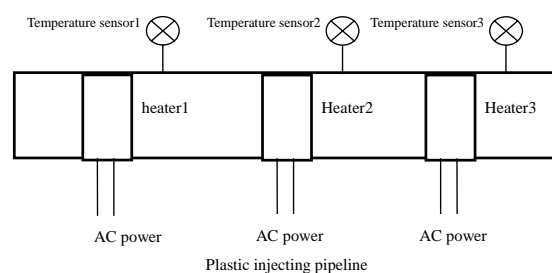 Temperature sensor1 Temperature sensor2 Temperature sensor3
heater1 Heater2 Heater3
AC power AC power AC power
Plastic injecting pipeline